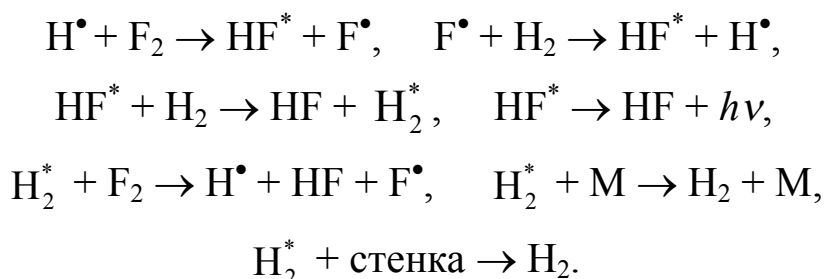 H• + F₂ → HF* + F•, F• + H₂ → HF* + H•,
HF* + H₂ → HF + H₂*, HF* → HF + hν,
H₂* + F₂ → H• + HF + F•, H₂* + M → H₂ + M,
H₂* + стенка → H₂.